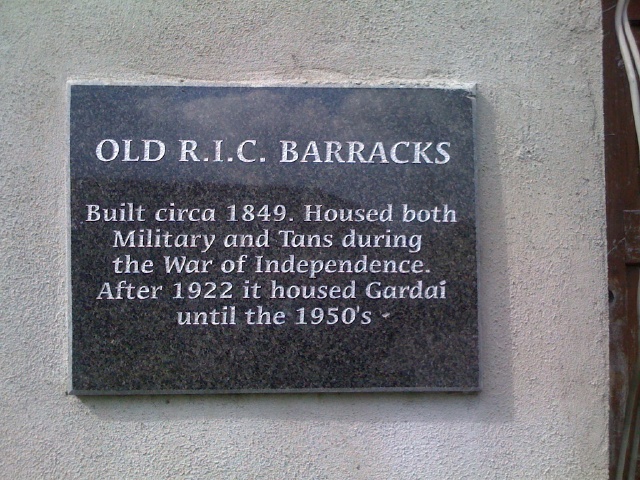 OLD R.I.C. BARRACKS
Built circa 1849. Housed both
Military and Tans during
the War of Independence.
After 1922 it housed Gardaí
until the 1950's